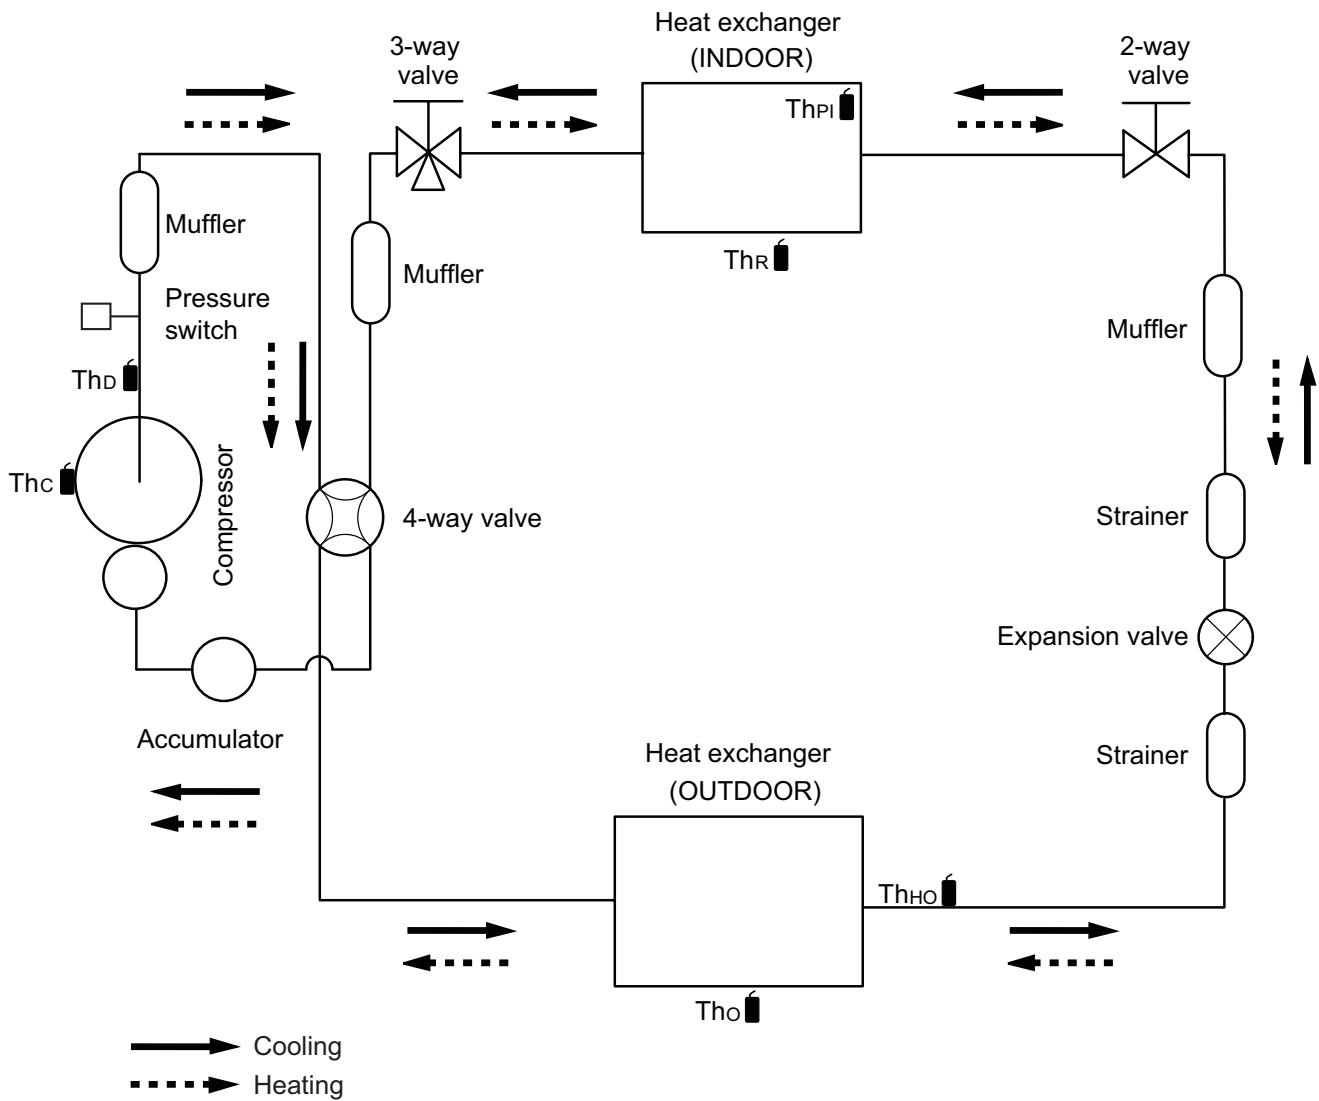 Heat exchanger
(INDOOR)
3-way
valve
2-way
valve
ThPI
Muffler
ThR
Muffler
Pressure
switch
Muffler
ThD
Compressor
ThC
4-way valve
Strainer
Expansion valve
Accumulator
Heat exchanger
(OUTDOOR)
Strainer
ThHO
ThO
Cooling
Heating